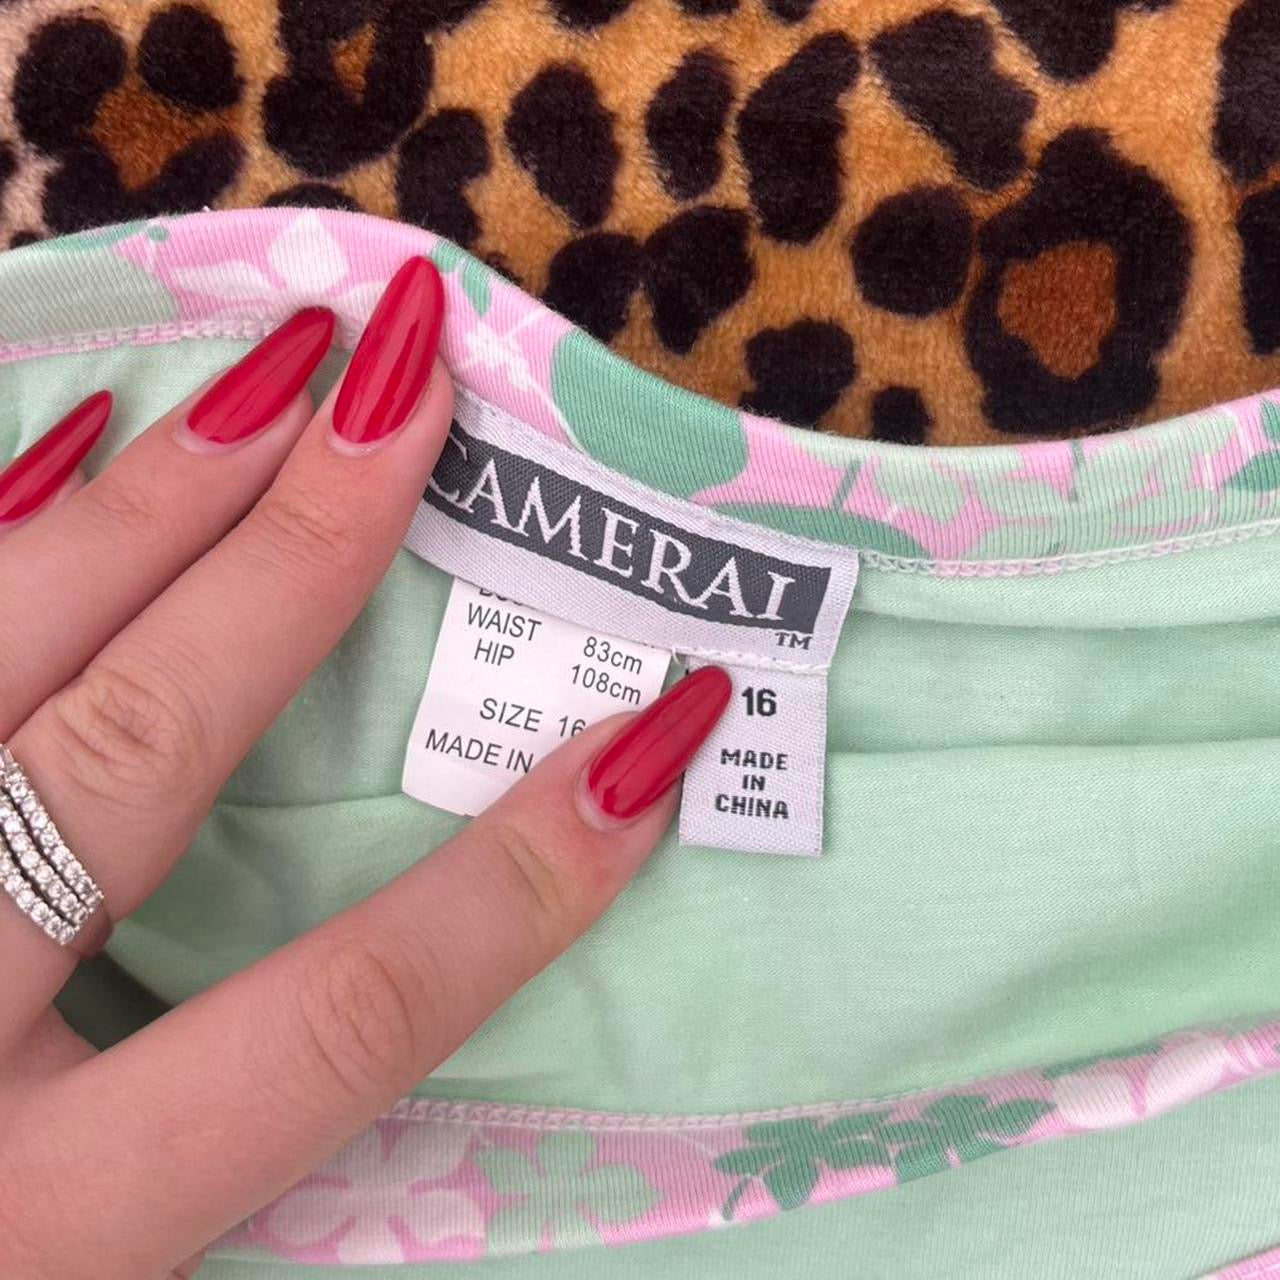 CAMERAI
TM
WAIST 83cm
HIP 108cm
SIZE 16
MADE IN
16
MADE
IN
CHINA